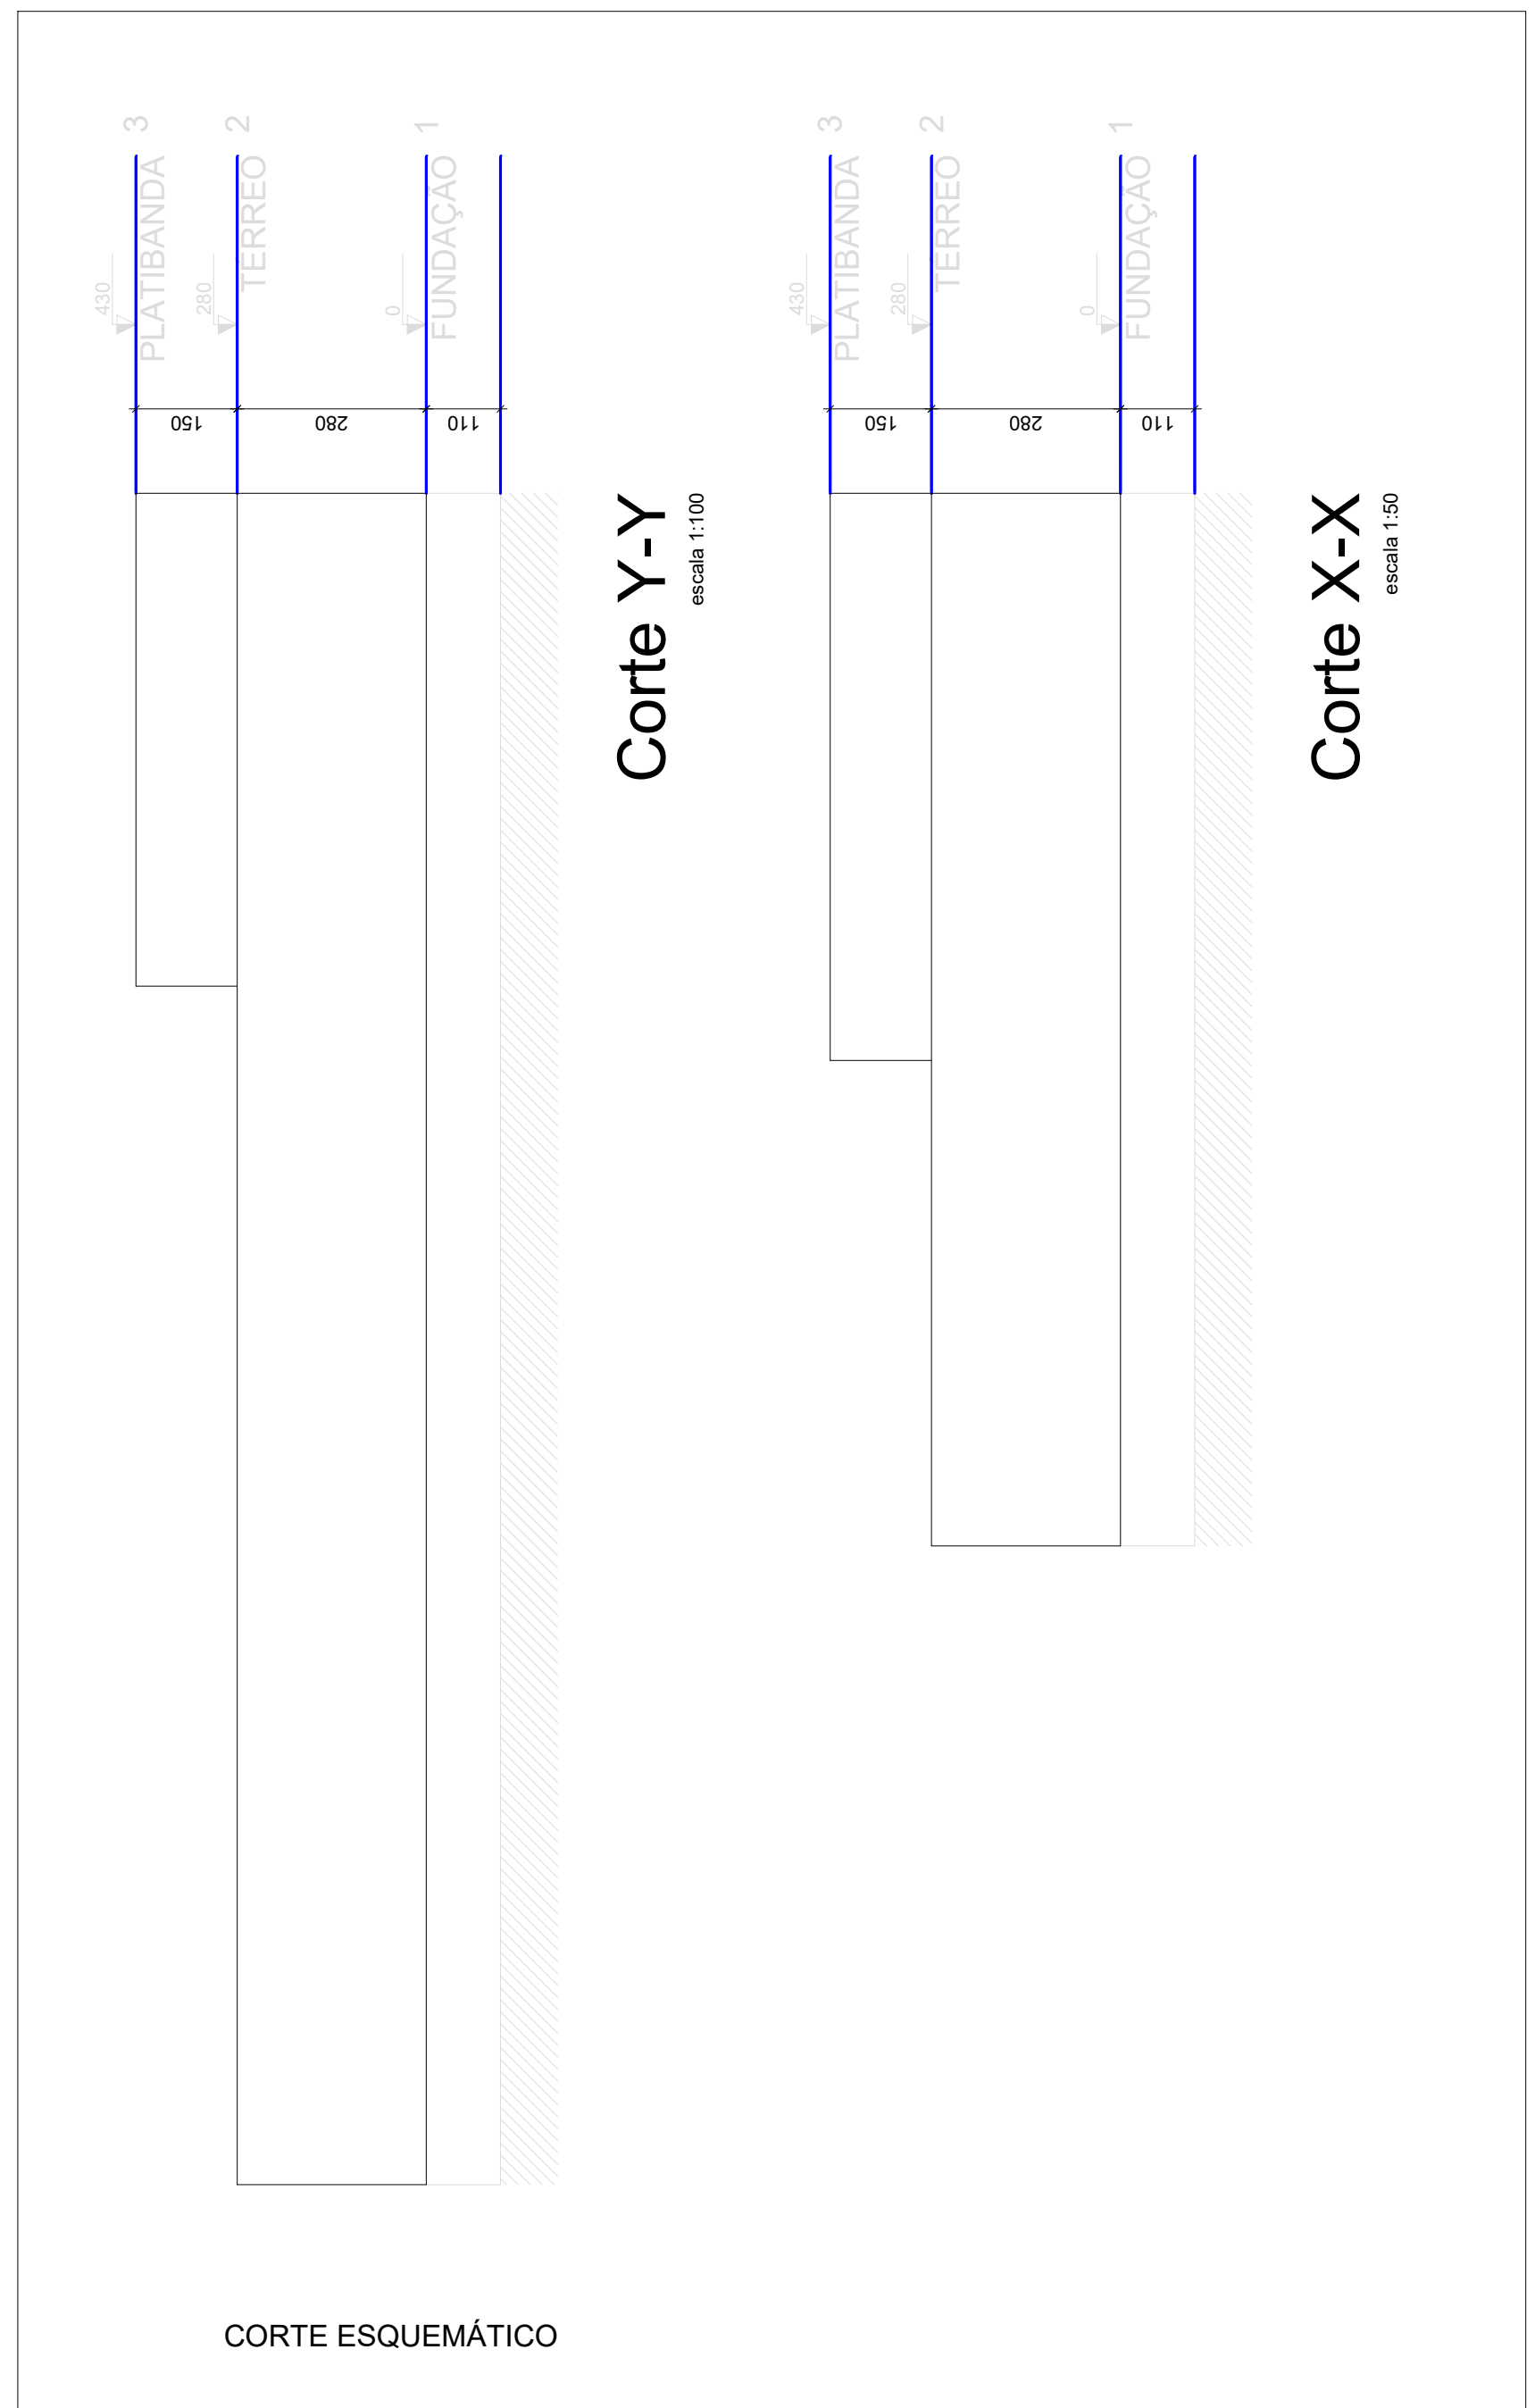 3
PLATIBANDA
430
2
TERREO
280
1
FUNDAÇÃO
0
150
280
110
Corte Y-Y
escala 1:100
3
PLATIBANDA
430
2
TERREO
280
1
FUNDAÇÃO
0
150
280
110
Corte X-X
escala 1:50
CORTE ESQUEMÁTICO